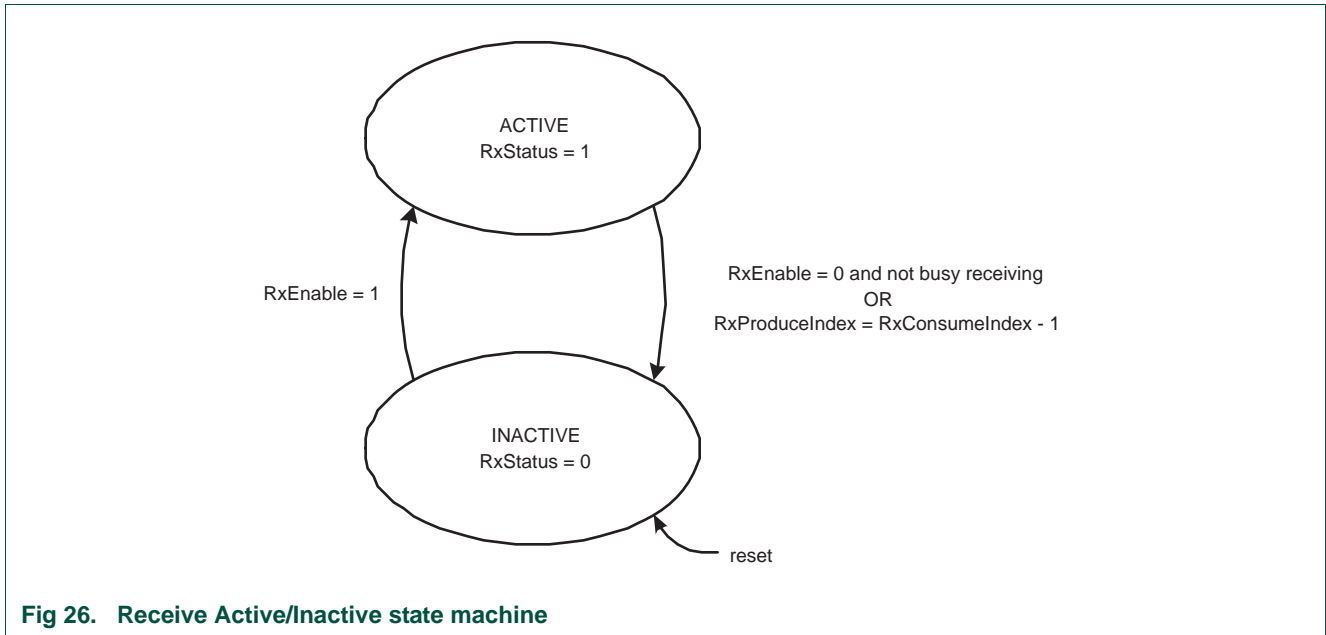 ACTIVE
RxStatus = 1
RxEnable = 1
RxEnable = 0 and not busy receiving
OR
RxProduceIndex = RxConsumeIndex - 1
INACTIVE
RxStatus = 0
reset
Fig 26. Receive Active/Inactive state machine